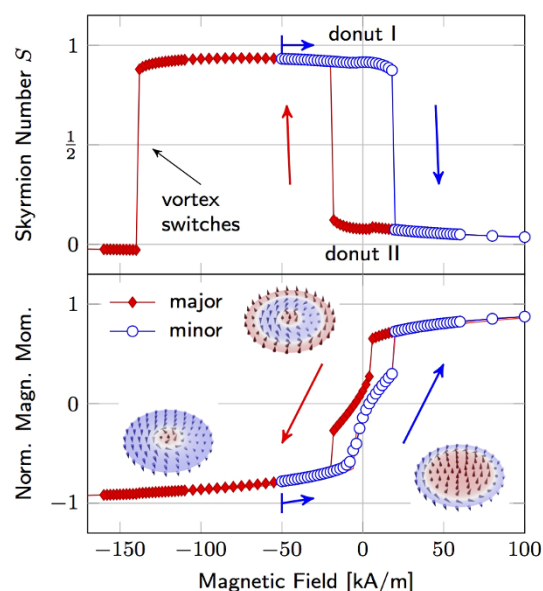 Skyrmion Number S
1
1/2
0
donut I
donut II
vortex
switches
Norm. Magn. Mom.
1
0
−1
major
minor
−150 −100 −50 0 50 100
Magnetic Field [kA/m]